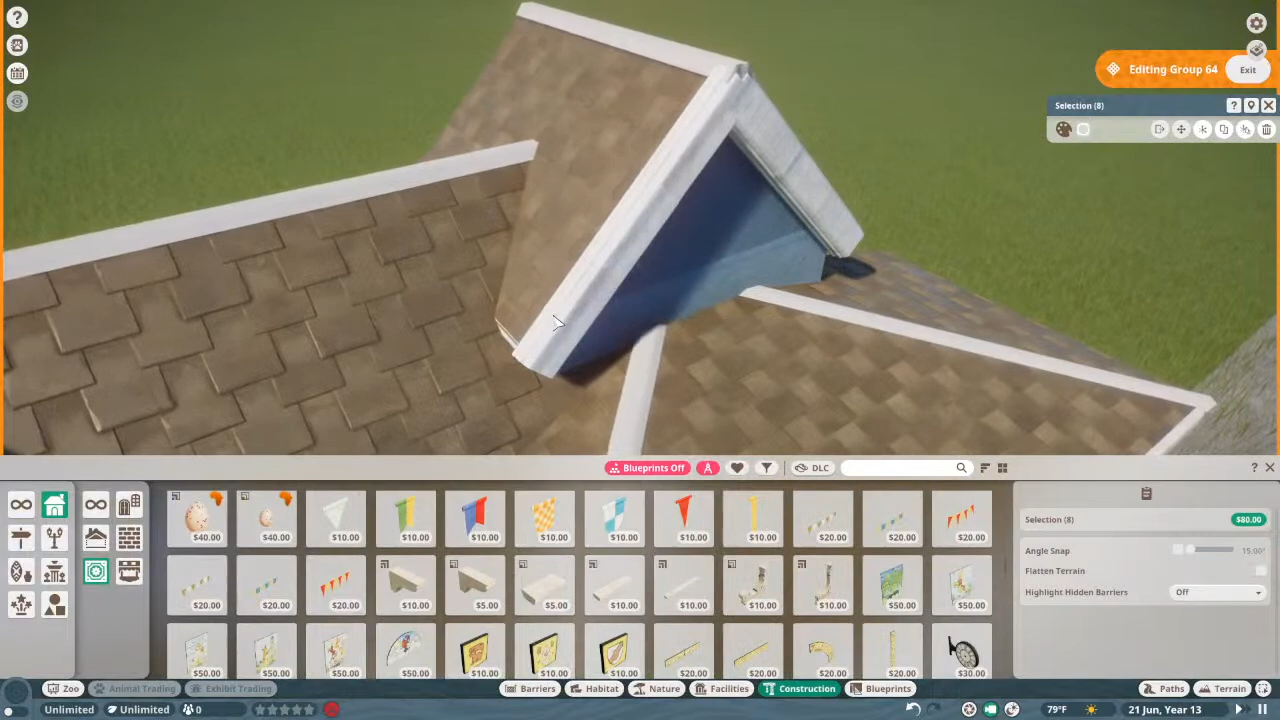 Editing Group 64
Exit
Selection (8)
?
?
Blueprints Off
DLC
?
$40.00
$40.00
$10.00
$10.00
$10.00
$10.00
$10.00
$10.00
$10.00
$20.00
$20.00
$20.00
$20.00
$20.00
$20.00
$10.00
$5.00
$5.00
$10.00
$10.00
$10.00
$10.00
$50.00
$50.00
$50.00
$50.00
$50.00
$50.00
$10.00
$10.00
$10.00
$20.00
$20.00
$20.00
$20.00
$30.00
Selection (8)
$80.00
Angle Snap
15.00°
Flatten Terrain
Highlight Hidden Barriers
Off
Zoo
Animal Trading
Exhibit Trading
Barriers
Habitat
Nature
Facilities
Construction
Blueprints
Paths
Terrain
Unlimited
Unlimited
0
79°F
21 Jun, Year 13